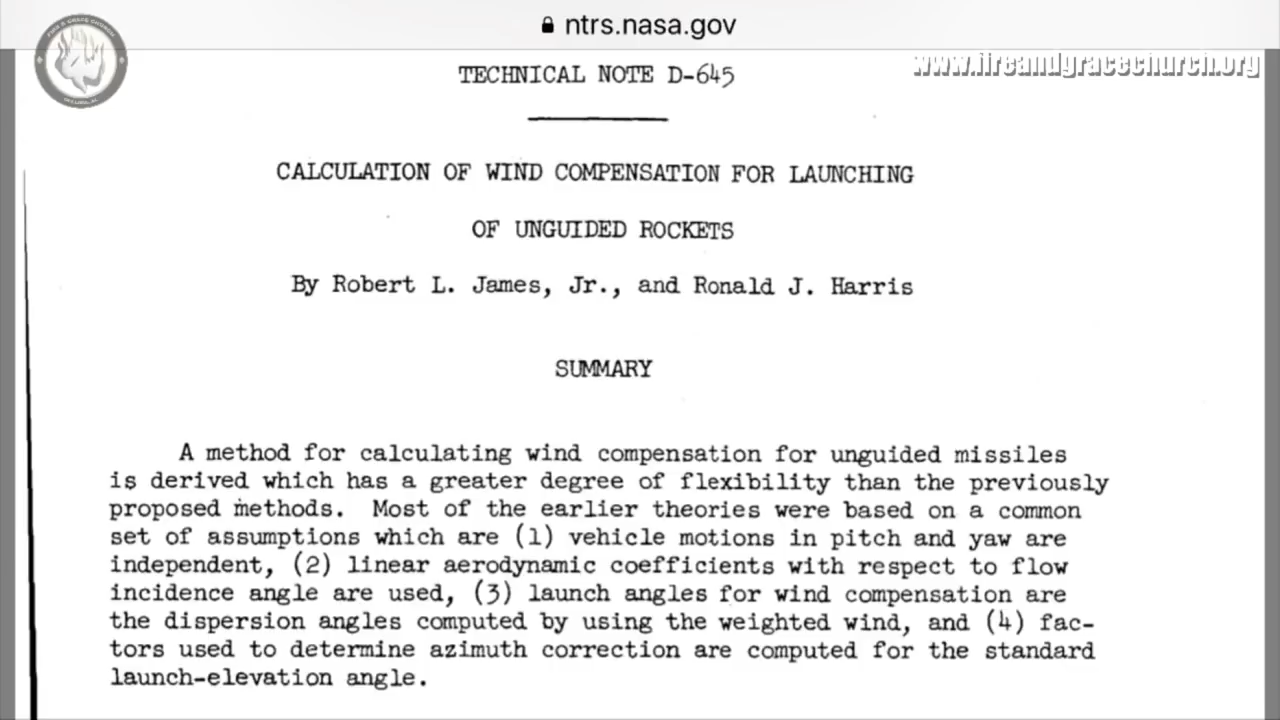 ntrs.nasa.gov
www.fireandgracechurch.org
TECHNICAL NOTE D-645
CALCULATION OF WIND COMPENSATION FOR LAUNCHING
OF UNGUIDED ROCKETS
By Robert L. James, Jr., and Ronald J. Harris
SUMMARY
A method for calculating wind compensation for unguided missiles
is derived which has a greater degree of flexibility than the previously
proposed methods. Most of the earlier theories were based on a common
set of assumptions which are (1) vehicle motions in pitch and yaw are
independent, (2) linear aerodynamic coefficients with respect to flow
incidence angle are used, (3) launch angles for wind compensation are
the dispersion angles computed by using the weighted wind, and (4) fac-
tors used to determine azimuth correction are computed for the standard
launch-elevation angle.